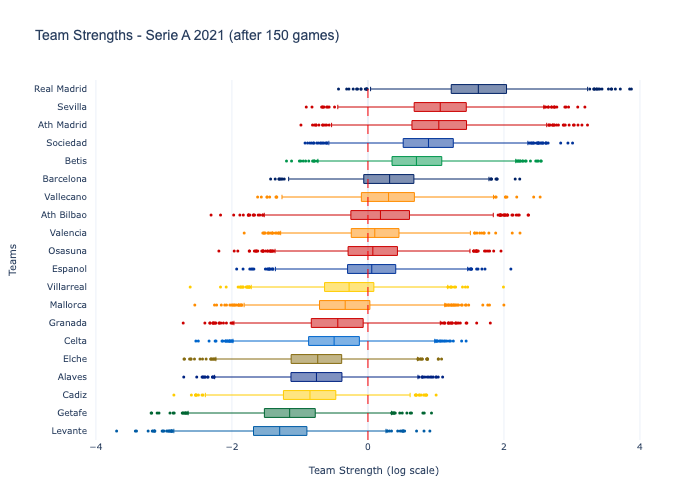 Team Strengths - Serie A 2021 (after 150 games)
Real Madrid
Sevilla
Ath Madrid
Sociedad
Betis
Barcelona
Vallecano
Ath Bilbao
Valencia
Osasuna
Espanol
Villarreal
Mallorca
Granada
Celta
Elche
Alaves
Cadiz
Getafe
Levante
Teams
−4 −2 0 2 4
Team Strength (log scale)